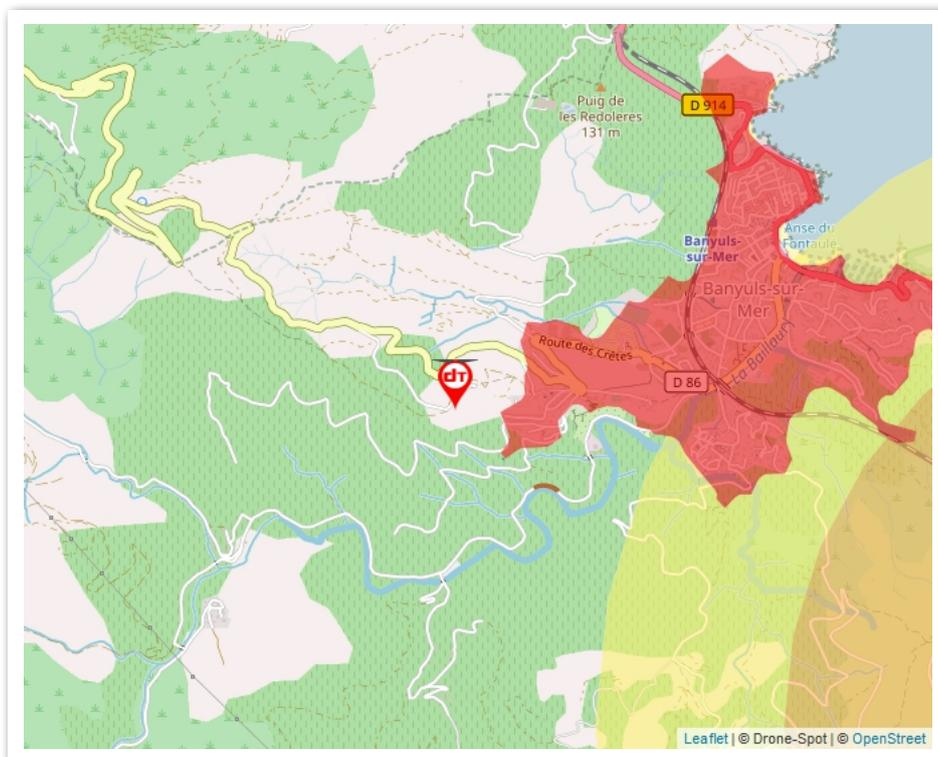 Puig de
les Redoleres
131 m
D 914
Anse du
Fontaule
Banyuls-
sur-Mer
Banyuls-sur-
Mer
Route des Crêtes
D 86
La Baillaury
dT
Leaflet | © Drone-Spot | © OpenStreet